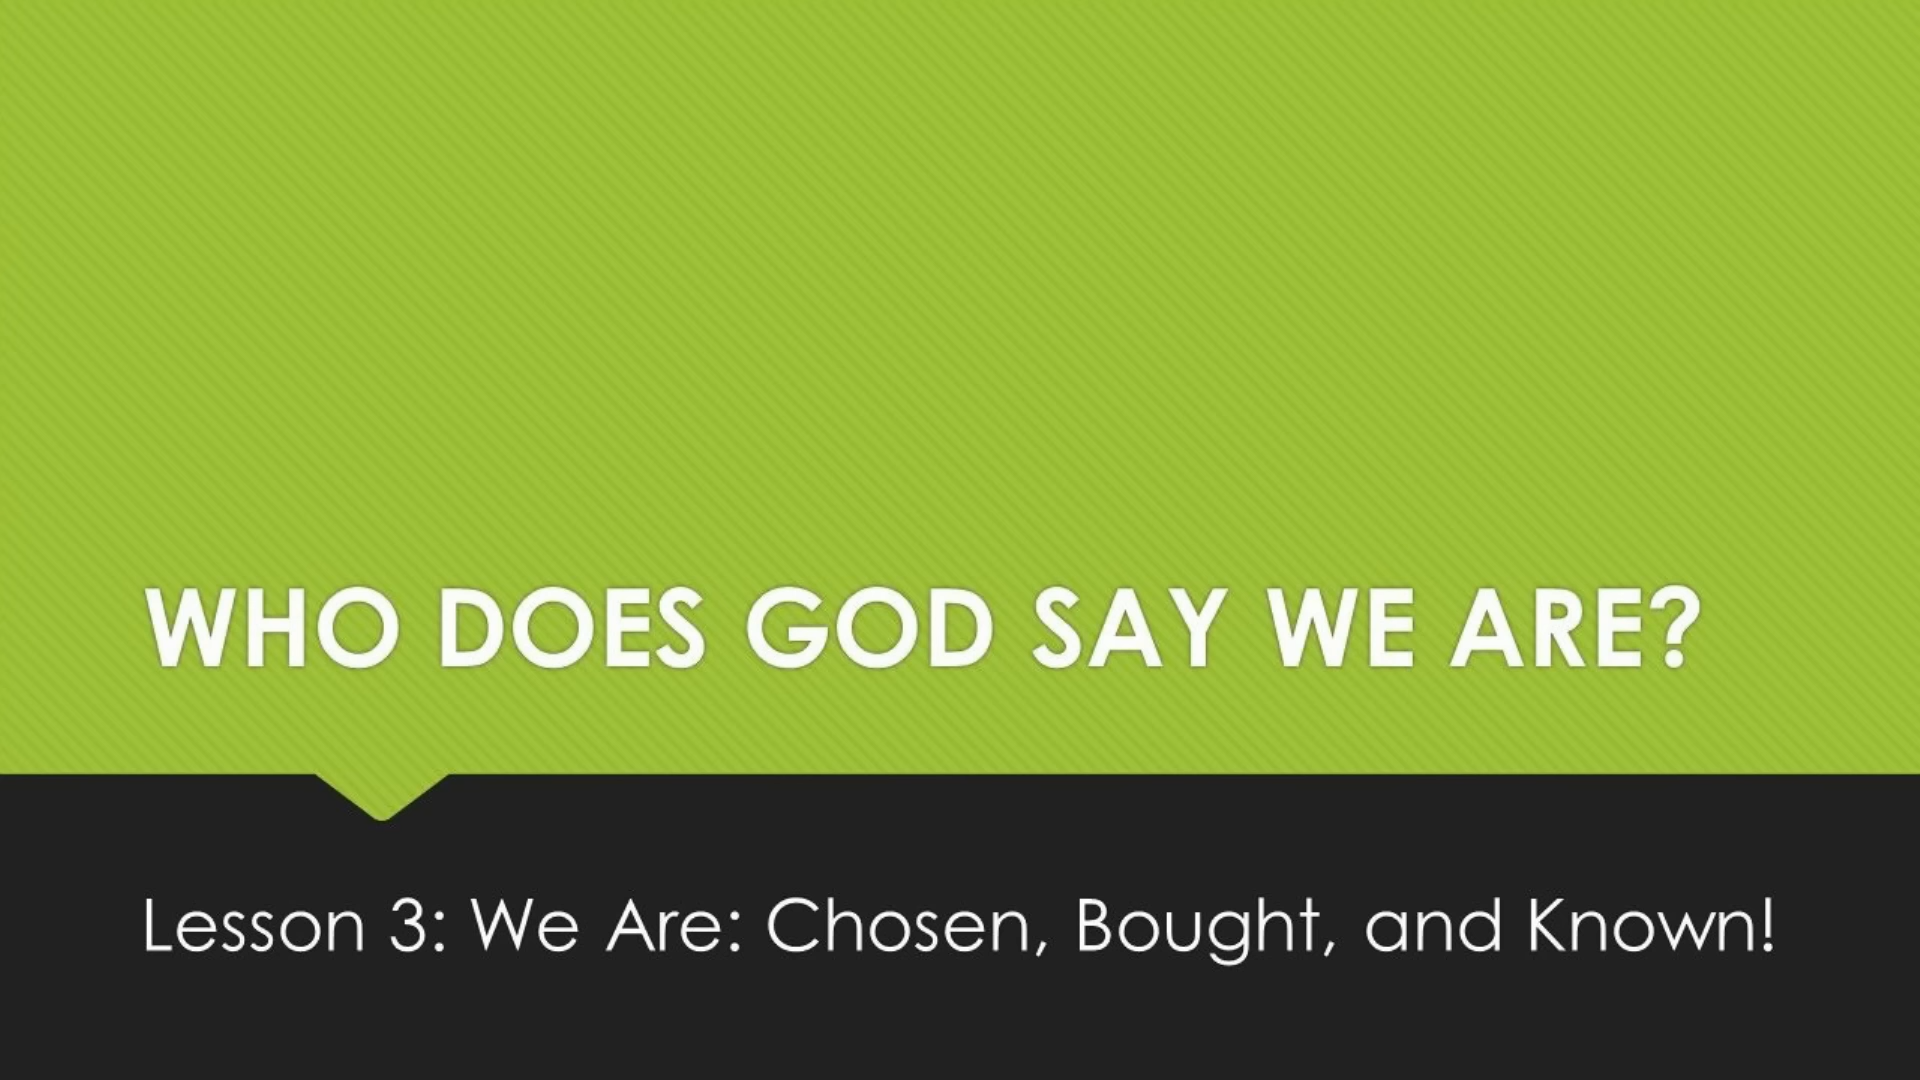 WHO DOES GOD SAY WE ARE?
Lesson 3: We Are: Chosen, Bought, and Known!